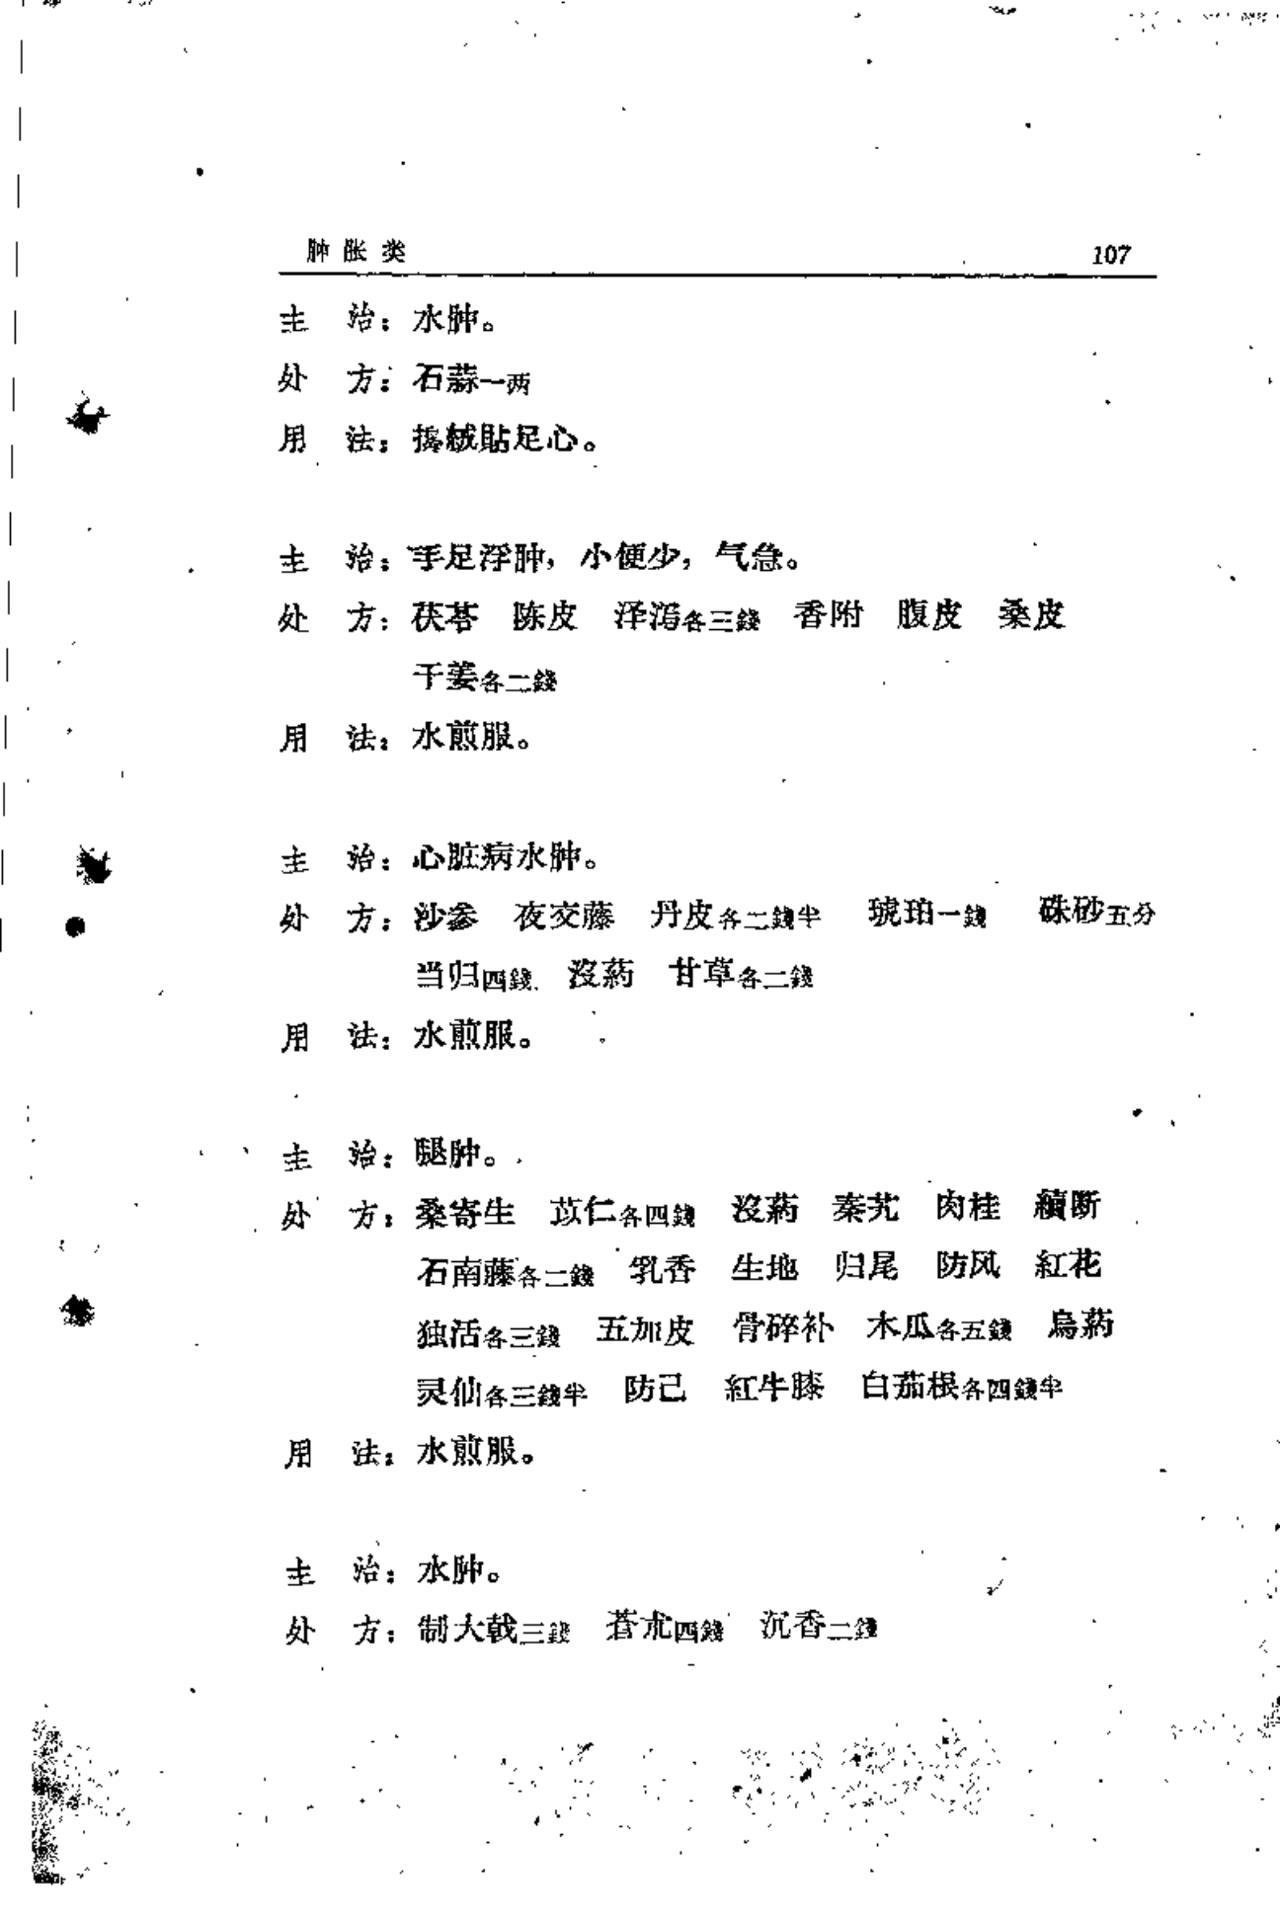 肿胀类 107
主 治：水肿。
处 方：石蒜一两
用 法：搗絨貼足心。
主 治：手足浮肿，小便少，气急。
处 方：茯苓 陈皮 泽泻各三錢 香附 腹皮 桑皮
干姜各二錢
用 法：水煎服。
主 治：心脏病水肿。
处 方：沙参 夜交藤 丹皮各二錢半 琥珀一錢 硃砂五分
当归四錢 沒葯 甘草各二錢
用 法：水煎服。
主 治：腿肿。
处 方：桑寄生 苡仁各四錢 沒葯 秦艽 肉桂 續断
石南藤各二錢 乳香 生地 归尾 防风 紅花
独活各三錢 五加皮 骨碎补 木瓜各五錢 烏葯
灵仙各三錢半 防己 紅牛膝 白茄根各四錢半
用 法：水煎服。
主 治：水肿。
处 方：制大戟三錢 苍朮四錢 沉香二錢